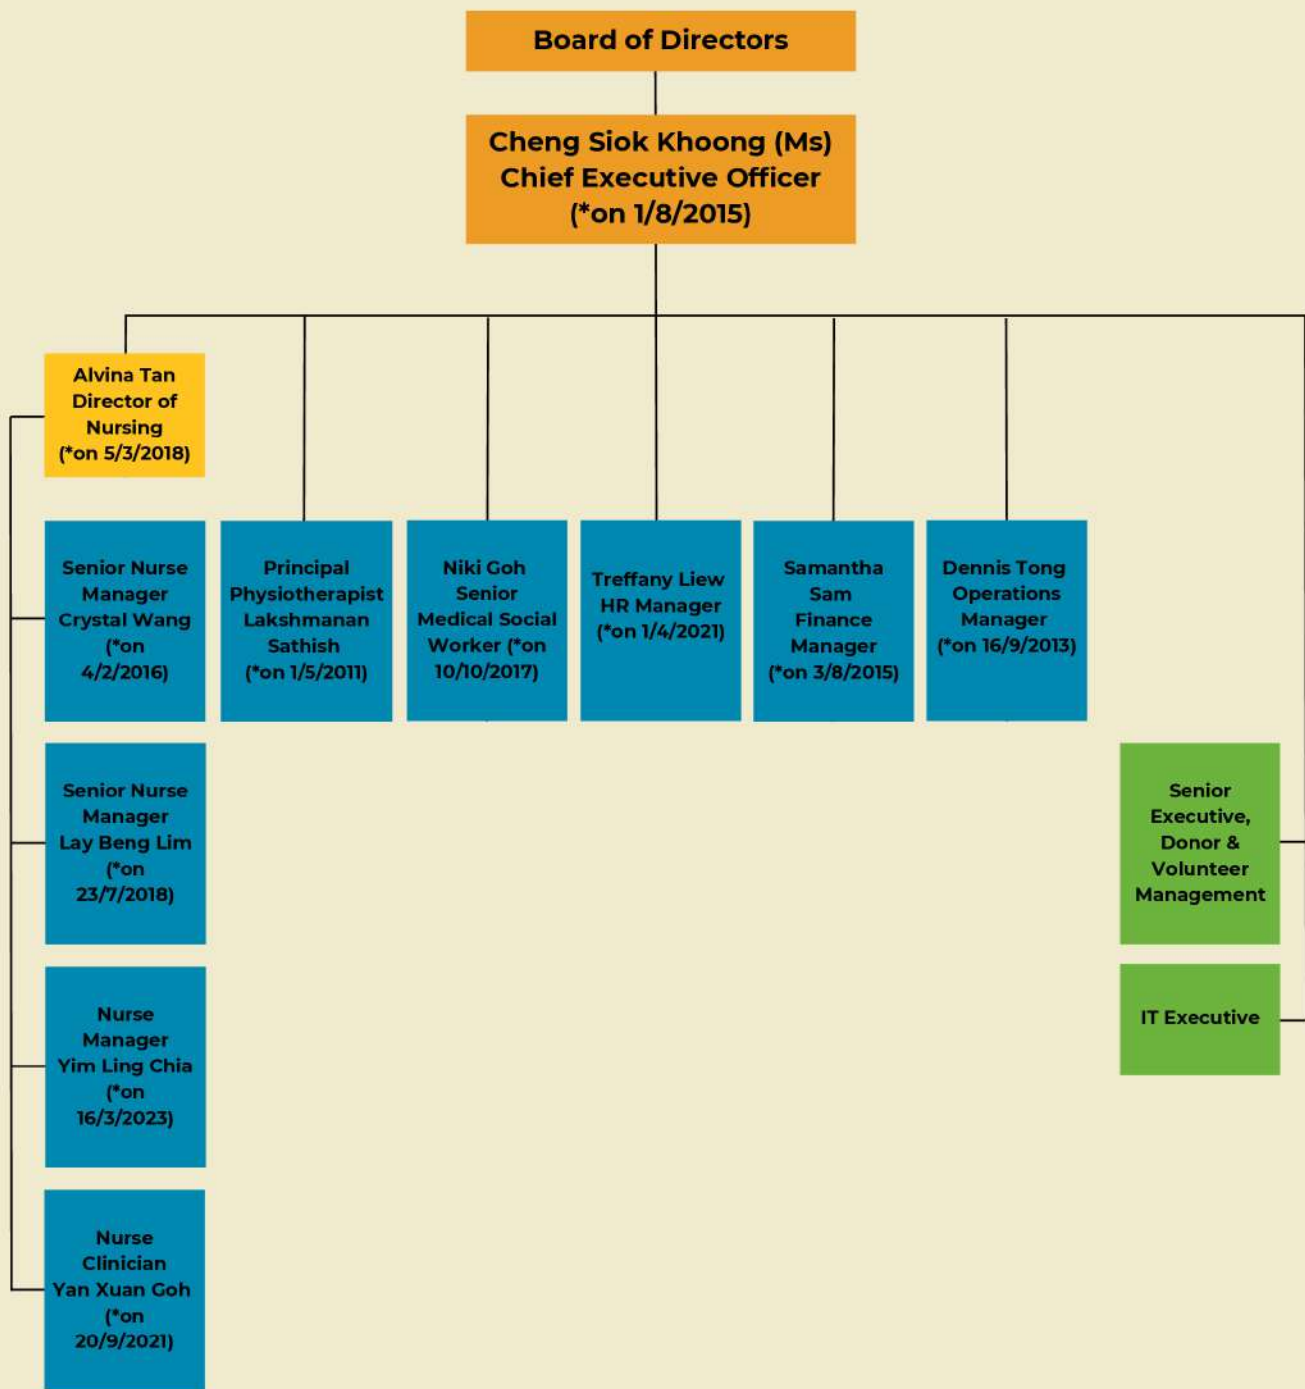 Board of Directors
Cheng Siok Khoong (Ms)
Chief Executive Officer
(*on 1/8/2015)
Alvina Tan
Director of
Nursing
(*on 5/3/2018)
Senior Nurse
Manager
Crystal Wang
(*on
4/2/2016)
Principal
Physiotherapist
Lakshmanan
Sathish
(*on 1/5/2011)
Niki Goh
Senior
Medical Social
Worker (*on
10/10/2017)
Treffany Liew
HR Manager
(*on 1/4/2021)
Samantha
Sam
Finance
Manager
(*on 3/8/2015)
Dennis Tong
Operations
Manager
(*on 16/9/2013)
Senior Nurse
Manager
Lay Beng Lim
(*on
23/7/2018)
Senior
Executive,
Donor &
Volunteer
Management
Nurse
Manager
Yim Ling Chia
(*on
16/3/2023)
IT Executive
Nurse
Clinician
Yan Xuan Goh
(*on
20/9/2021)